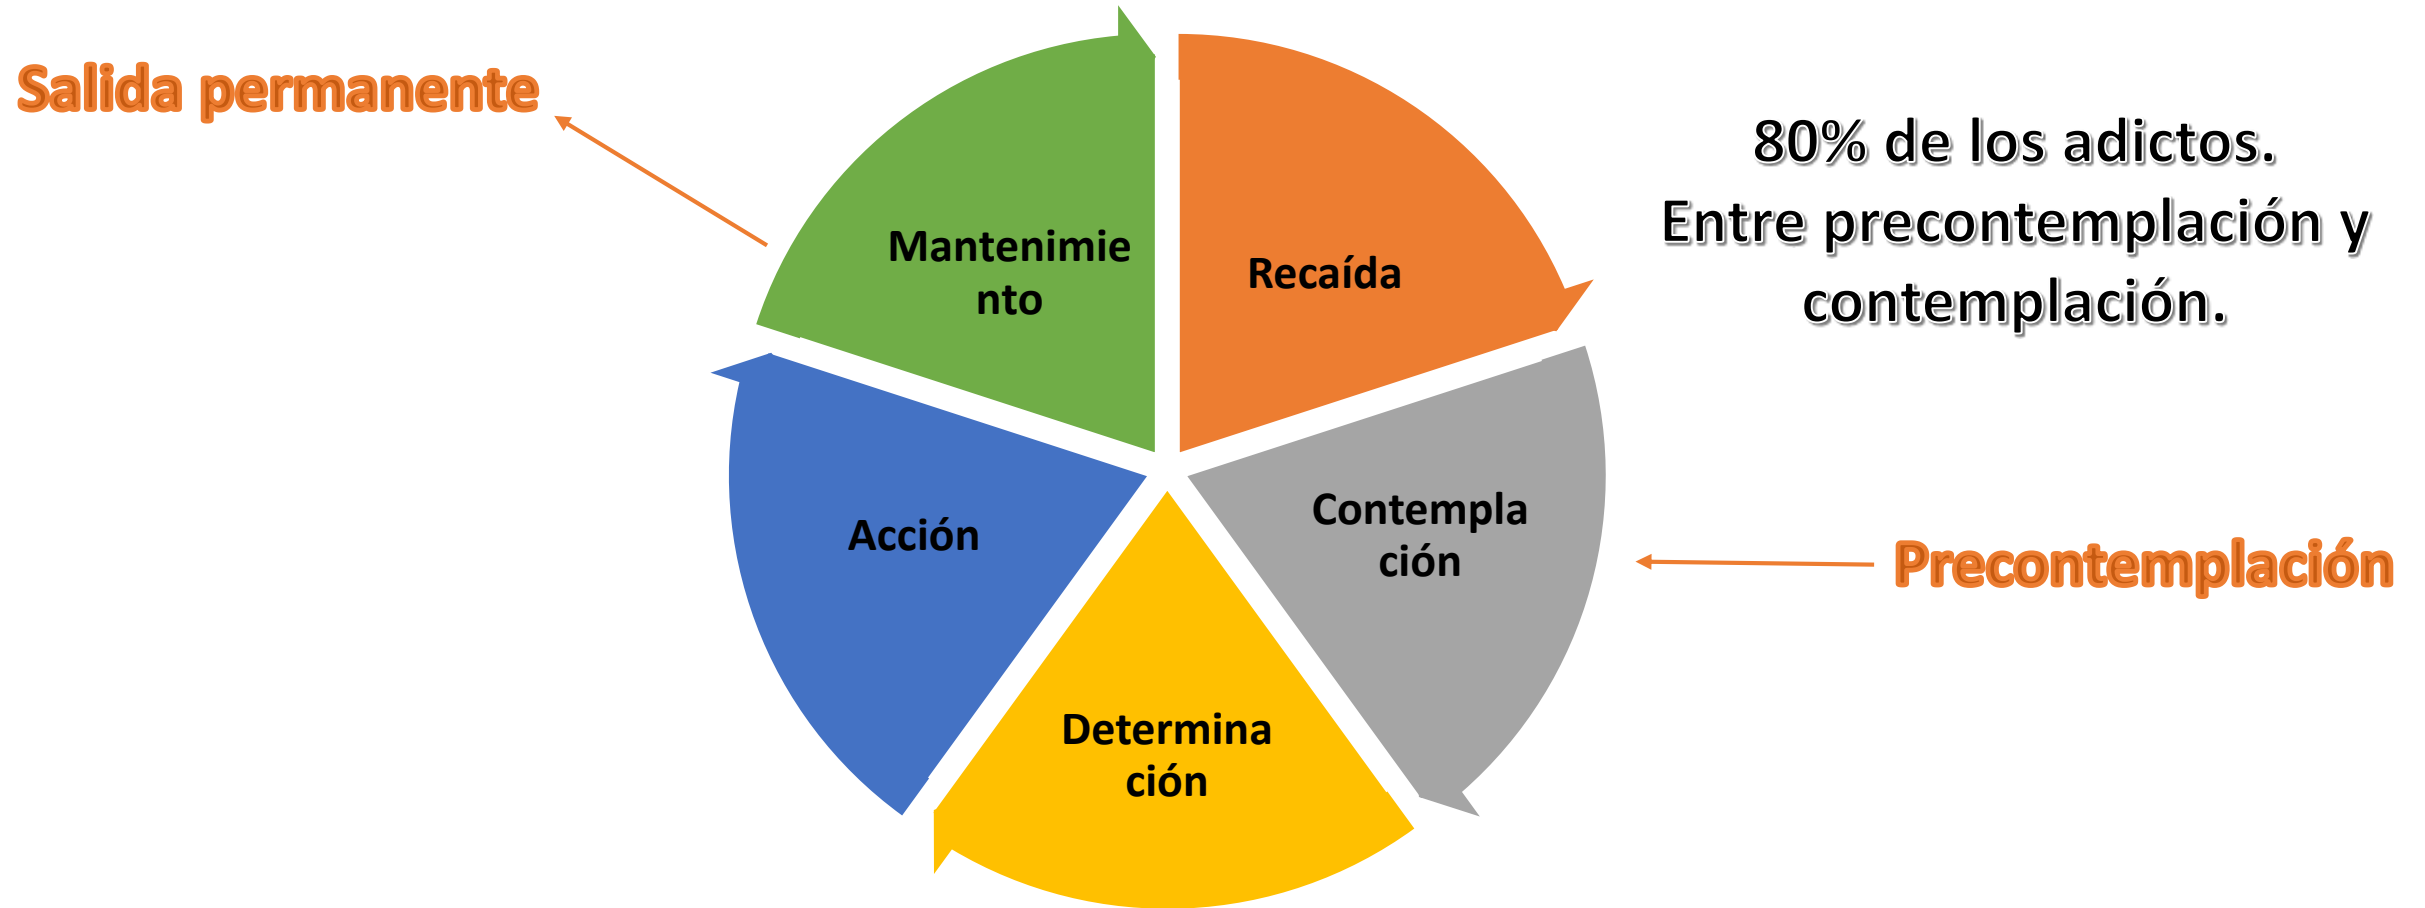 Salida permanente
80% de los adictos.
Entre precontemplación y
contemplación.
Mantenimie
nto
Recaída
Contempla
ción
Acción
Precontemplación
Determina
ción